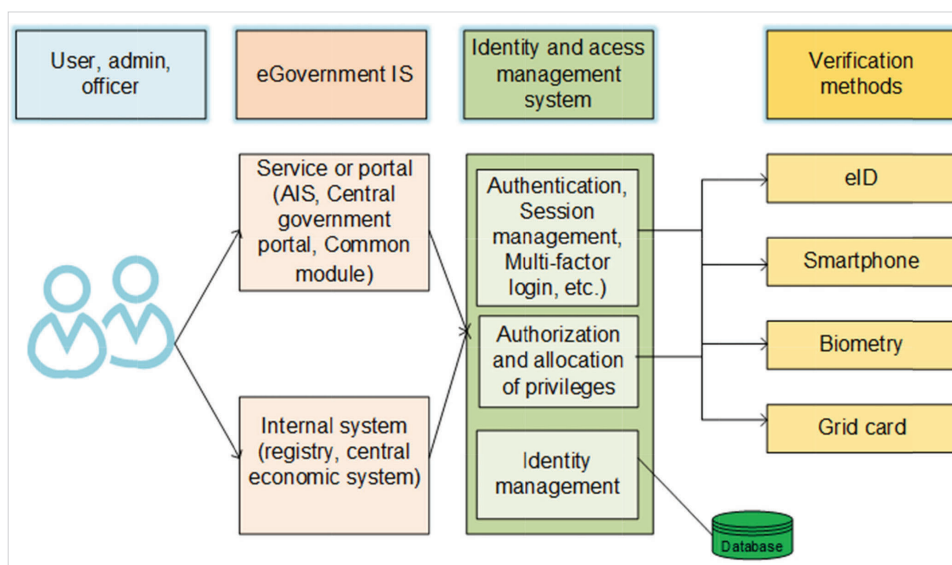 User, admin,
officer
eGovernment IS
Identity and acess
management
system
Verification
methods
Service or portal
(AIS, Central
government
portal, Common
module)
Internal system
(registry, central
economic system)
Authentication,
Session
management,
Multi-factor
login, etc.)
Authorization
and allocation
of privileges
Identity
management
eID
Smartphone
Biometry
Grid card
Database